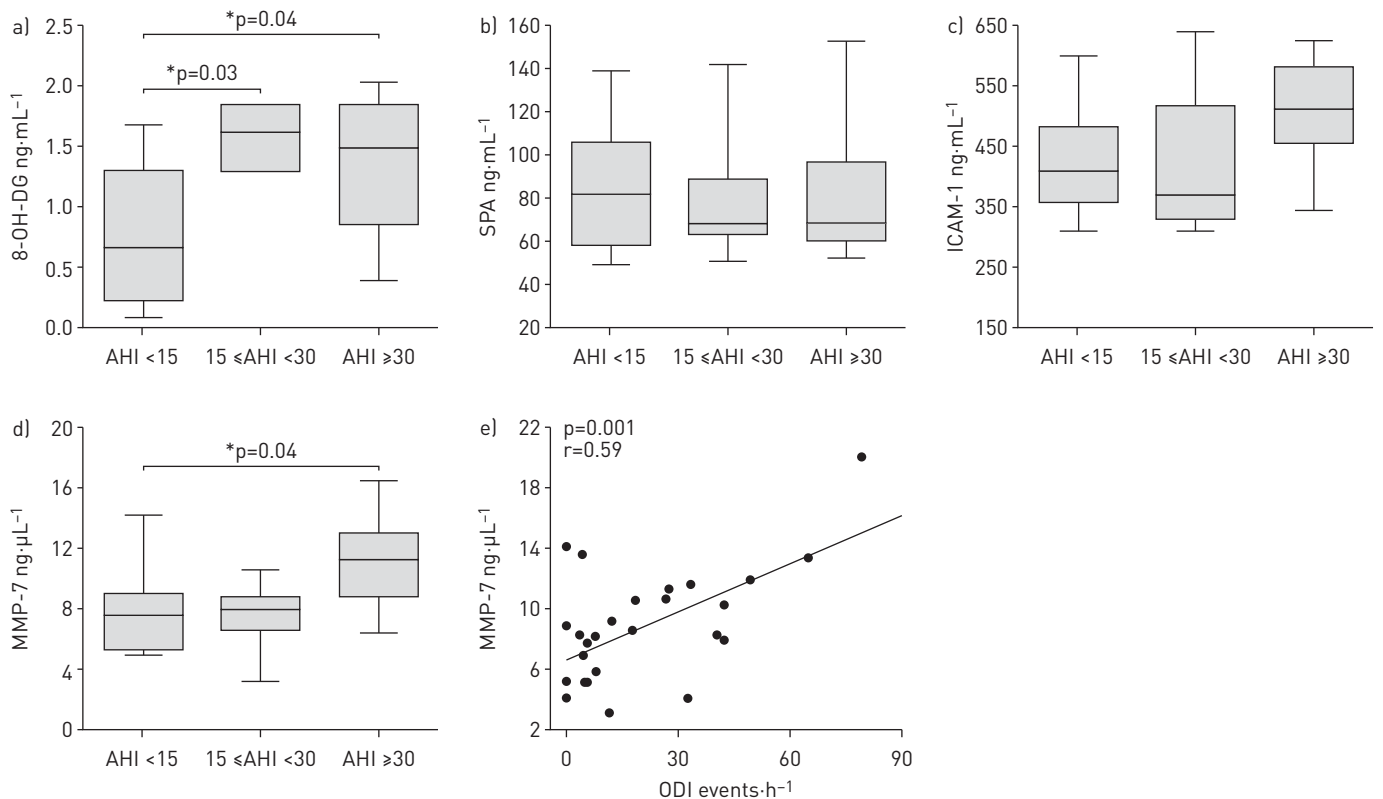 a)
8-OH-DG ng·mL⁻¹
2.5
2.0
1.5
1.0
0.5
0.0
*p=0.04
*p=0.03
AHI <15
15 ⩽AHI <30
AHI ⩾30
b)
SPA ng·mL⁻¹
160
140
120
100
80
60
40
20
AHI <15
15 ⩽AHI <30
AHI ⩾30
c)
ICAM-1 ng·mL⁻¹
650
550
450
350
250
150
AHI <15
15 ⩽AHI <30
AHI ⩾30
d)
MMP-7 ng·µL⁻¹
20
16
12
8
4
0
*p=0.04
AHI <15
15 ⩽AHI <30
AHI ⩾30
e)
MMP-7 ng·µL⁻¹
22
18
14
10
6
2
p=0.001
r=0.59
0
30
60
90
ODI events·h⁻¹